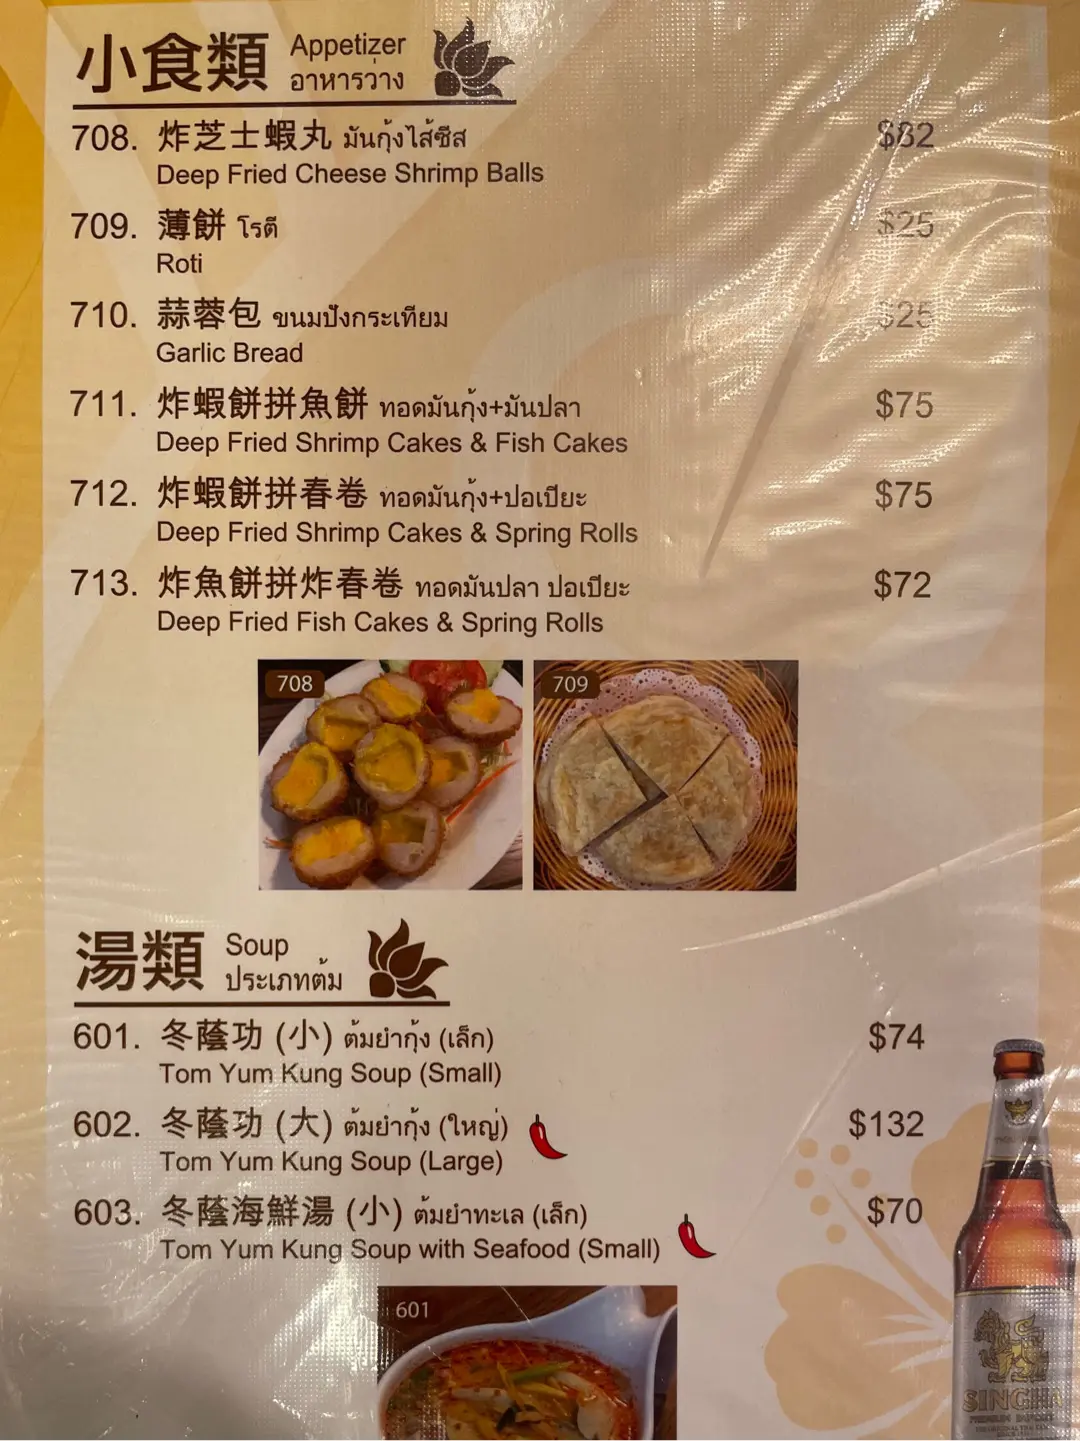 小食類 Appetizer
อาหารว่าง
708. 炸芝士蝦丸 มันกุ้งไส้ชีส $82
Deep Fried Cheese Shrimp Balls
709. 薄餅 โรตี $25
Roti
710. 蒜蓉包 ขนมปังกระเทียม $25
Garlic Bread
711. 炸蝦餅拼魚餅 ทอดมันกุ้ง+มันปลา $75
Deep Fried Shrimp Cakes & Fish Cakes
712. 炸蝦餅拼春卷 ทอดมันกุ้ง+ปอเปียะ $75
Deep Fried Shrimp Cakes & Spring Rolls
713. 炸魚餅拼炸春卷 ทอดมันปลา ปอเปียะ $72
Deep Fried Fish Cakes & Spring Rolls
708 709
湯類 Soup
ประเภทต้ม
601. 冬蔭功 (小) ต้มยำกุ้ง (เล็ก) $74
Tom Yum Kung Soup (Small)
602. 冬蔭功 (大) ต้มยำกุ้ง (ใหญ่) $132
Tom Yum Kung Soup (Large)
603. 冬蔭海鮮湯 (小) ต้มยำทะเล (เล็ก) $70
Tom Yum Kung Soup with Seafood (Small)
601
SINGHA